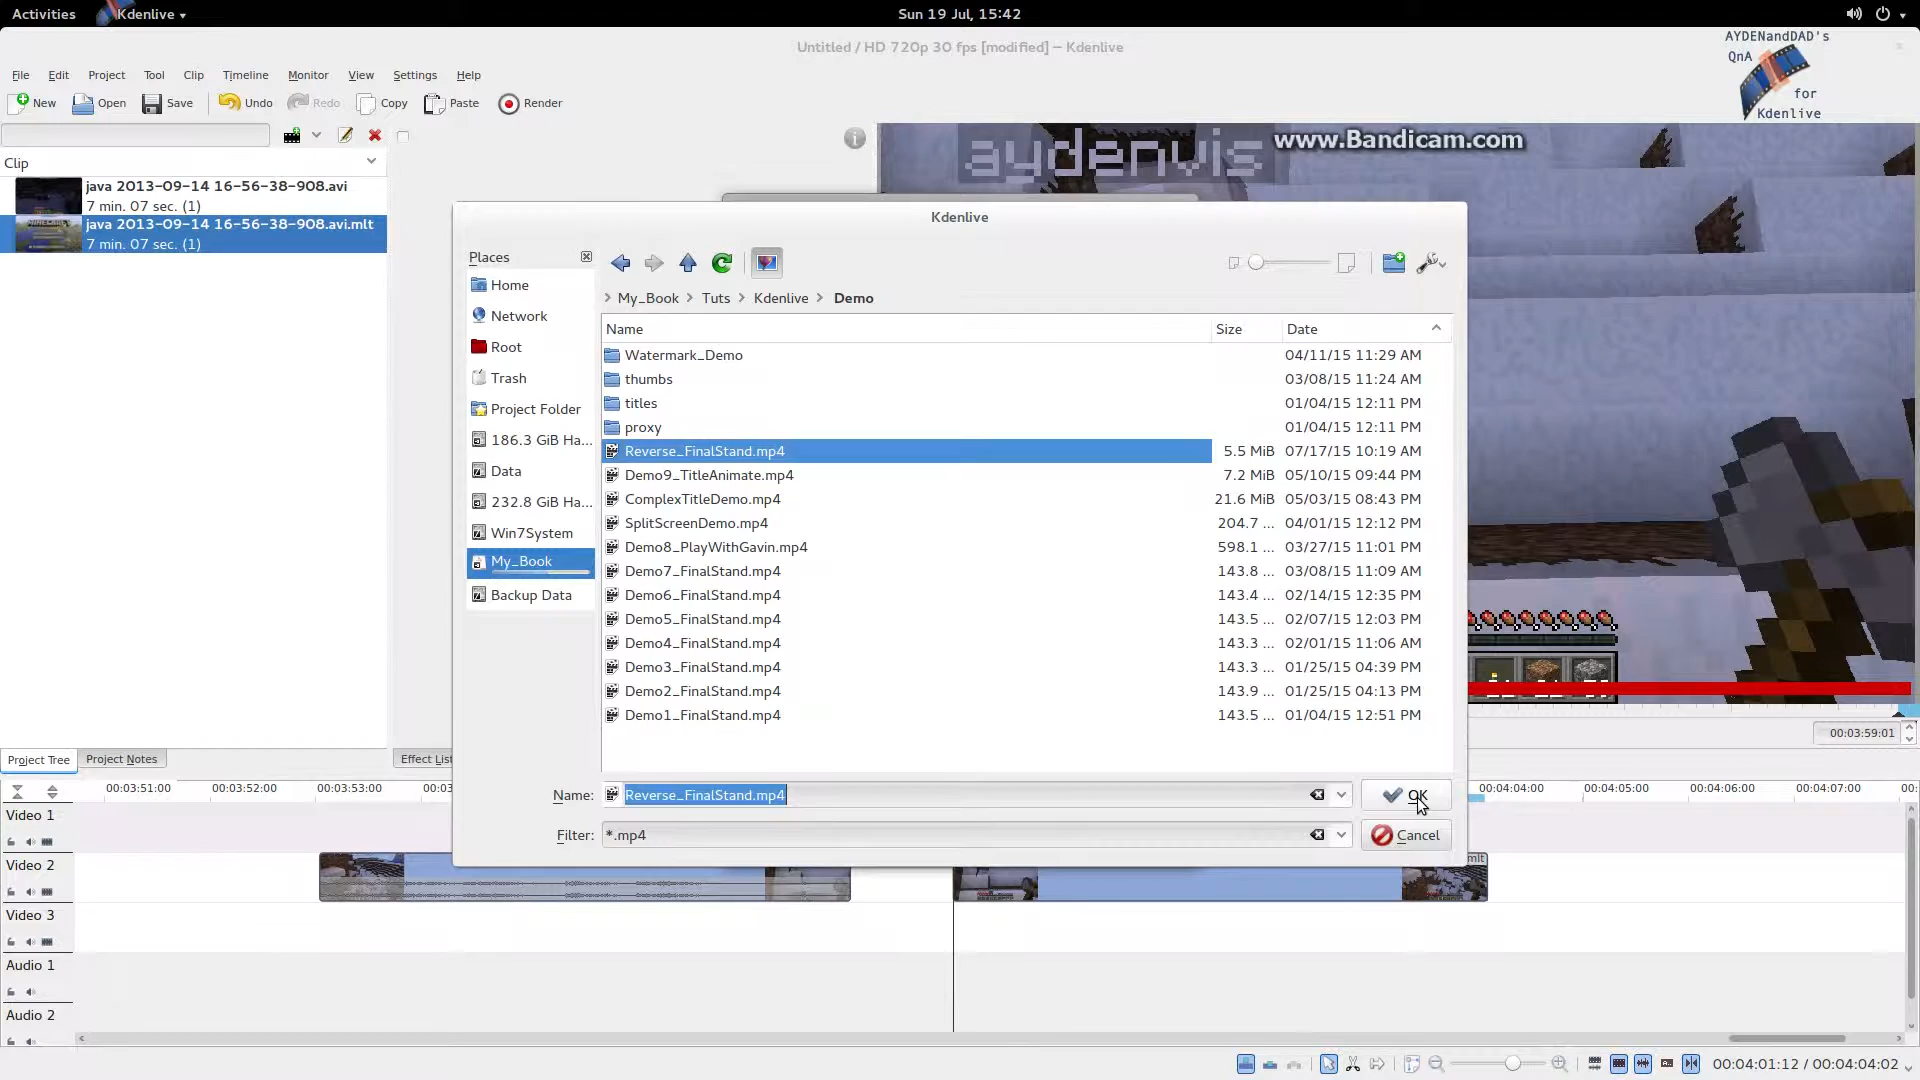 Activities
Kdenlive
Sun 19 Jul, 15:42
Untitled / HD 720p 30 fps [modified] – Kdenlive
AYDENandDAD's
QnA
for
Kdenlive
File Edit Project Tool Clip Timeline Monitor View Settings Help
New Open Save Undo Redo Copy Paste Render
www.Bandicam.com
aydenvis
Clip
java 2013-09-14 16-56-38-908.avi
7 min. 07 sec. (1)
java 2013-09-14 16-56-38-908.avi.mlt
7 min. 07 sec. (1)
Kdenlive
Places
Home
Network
Root
Trash
Project Folder
186.3 GiB Ha...
Data
232.8 GiB Ha...
Win7System
My_Book
Backup Data
My_Book Tuts Kdenlive Demo
Name Size Date
Watermark_Demo 04/11/15 11:29 AM
thumbs 03/08/15 11:24 AM
titles 01/04/15 12:11 PM
proxy 01/04/15 12:11 PM
Reverse_FinalStand.mp4 5.5 MiB 07/17/15 10:19 AM
Demo9_TitleAnimate.mp4 7.2 MiB 05/10/15 09:44 PM
ComplexTitleDemo.mp4 21.6 MiB 05/03/15 08:43 PM
SplitScreenDemo.mp4 204.7 ... 04/01/15 12:12 PM
Demo8_PlayWithGavin.mp4 598.1 ... 03/27/15 11:01 PM
Demo7_FinalStand.mp4 143.8 ... 03/08/15 11:09 AM
Demo6_FinalStand.mp4 143.4 ... 02/14/15 12:35 PM
Demo5_FinalStand.mp4 143.5 ... 02/07/15 12:03 PM
Demo4_FinalStand.mp4 143.3 ... 02/01/15 11:06 AM
Demo3_FinalStand.mp4 143.3 ... 01/25/15 04:39 PM
Demo2_FinalStand.mp4 143.9 ... 01/25/15 04:13 PM
Demo1_FinalStand.mp4 143.5 ... 01/04/15 12:51 PM
Name: Reverse_FinalStand.mp4 OK
Filter: *.mp4 Cancel
00:03:59:01
Project Tree Project Notes Effect List
00:03:51:00 00:03:52:00 00:03:53:00 00:03 00:04:04:00 00:04:05:00 00:04:06:00 00:04:07:00 00:
Video 1
Video 2
mlt
Video 3
Audio 1
Audio 2
00:04:01:12 / 00:04:04:02